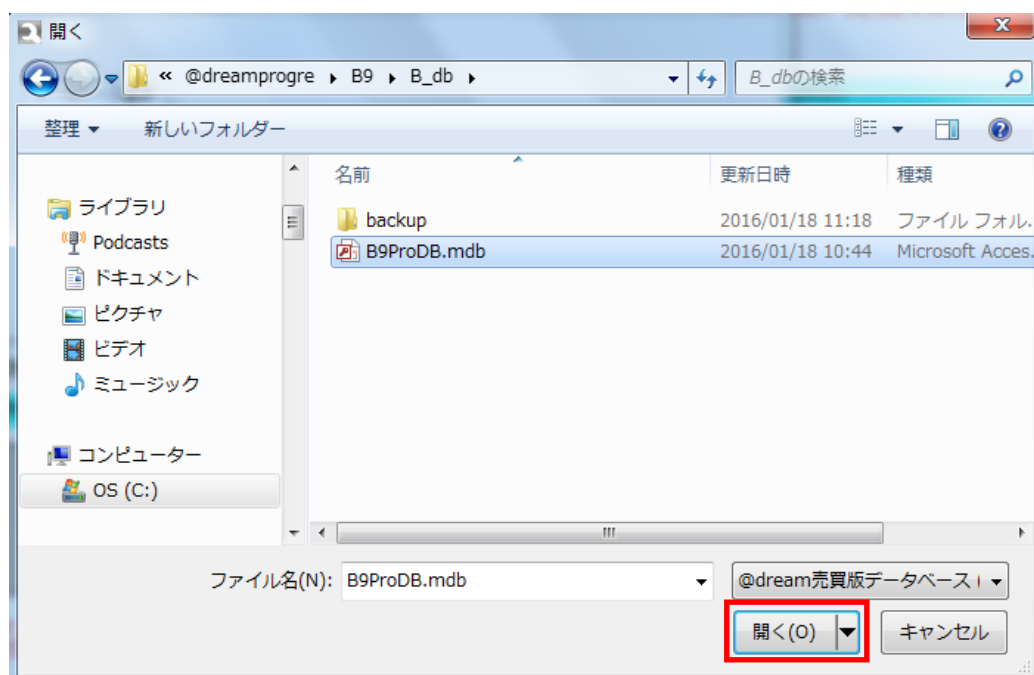 開く
« @dreamprogre ▸ B9 ▸ B_db ▸
B_dbの検索
整理 ▼ 新しいフォルダー
名前 更新日時 種類
backup 2016/01/18 11:18 ファイル フォル.
B9ProDB.mdb 2016/01/18 10:44 Microsoft Acces.
ライブラリ
Podcasts
ドキュメント
ピクチャ
ビデオ
ミュージック
コンピューター
OS (C:)
ファイル名(N): B9ProDB.mdb
@dream売買版データベース (
開く(O) キャンセル